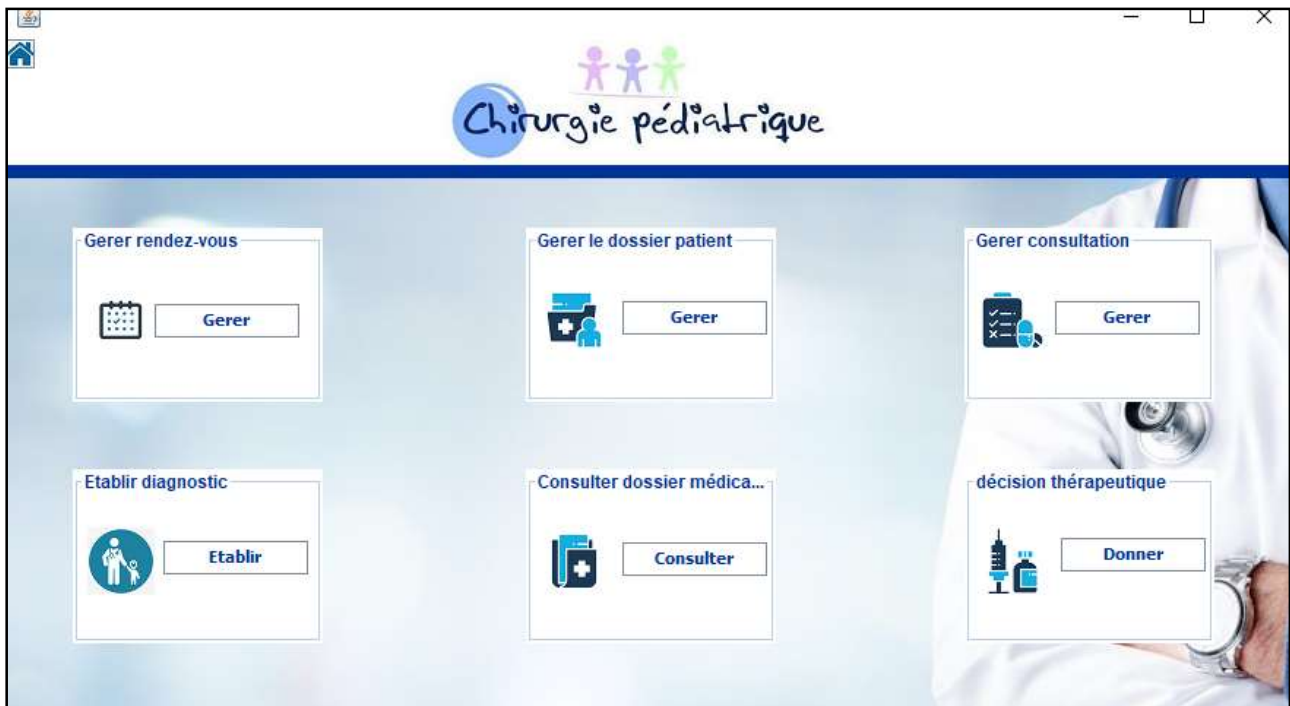 Chirurgie pédiatrique
Gerer rendez-vous
Gerer
Gerer le dossier patient
Gerer
Gerer consultation
Gerer
Etablir diagnostic
Etablir
Consulter dossier médica...
Consulter
décision thérapeutique
Donner